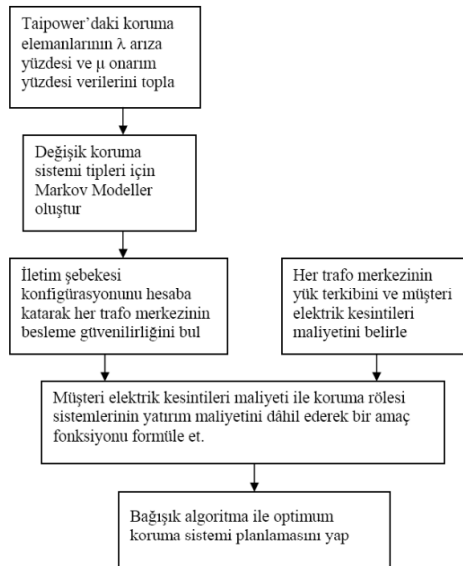 Taipower'daki koruma
elemanlarının λ arıza
yüzdesi ve µ onarım
yüzdesi verilerini topla
Değişik koruma
sistemi tipleri için
Markov Modeller
oluştur
İletim şebekesi
konfigürasyonunu hesaba
katarak her trafo merkezinin
besleme güvenilirliğini bul
Her trafo merkezinin
yük terkibini ve müşteri
elektrik kesintileri
maliyetini belirle
Müşteri elektrik kesintileri maliyeti ile koruma rölesi
sistemlerinin yatırım maliyetini dâhil ederek bir amaç
fonksiyonu formüle et.
Bağışık algoritma ile optimum
koruma sistemi planlamasını yap